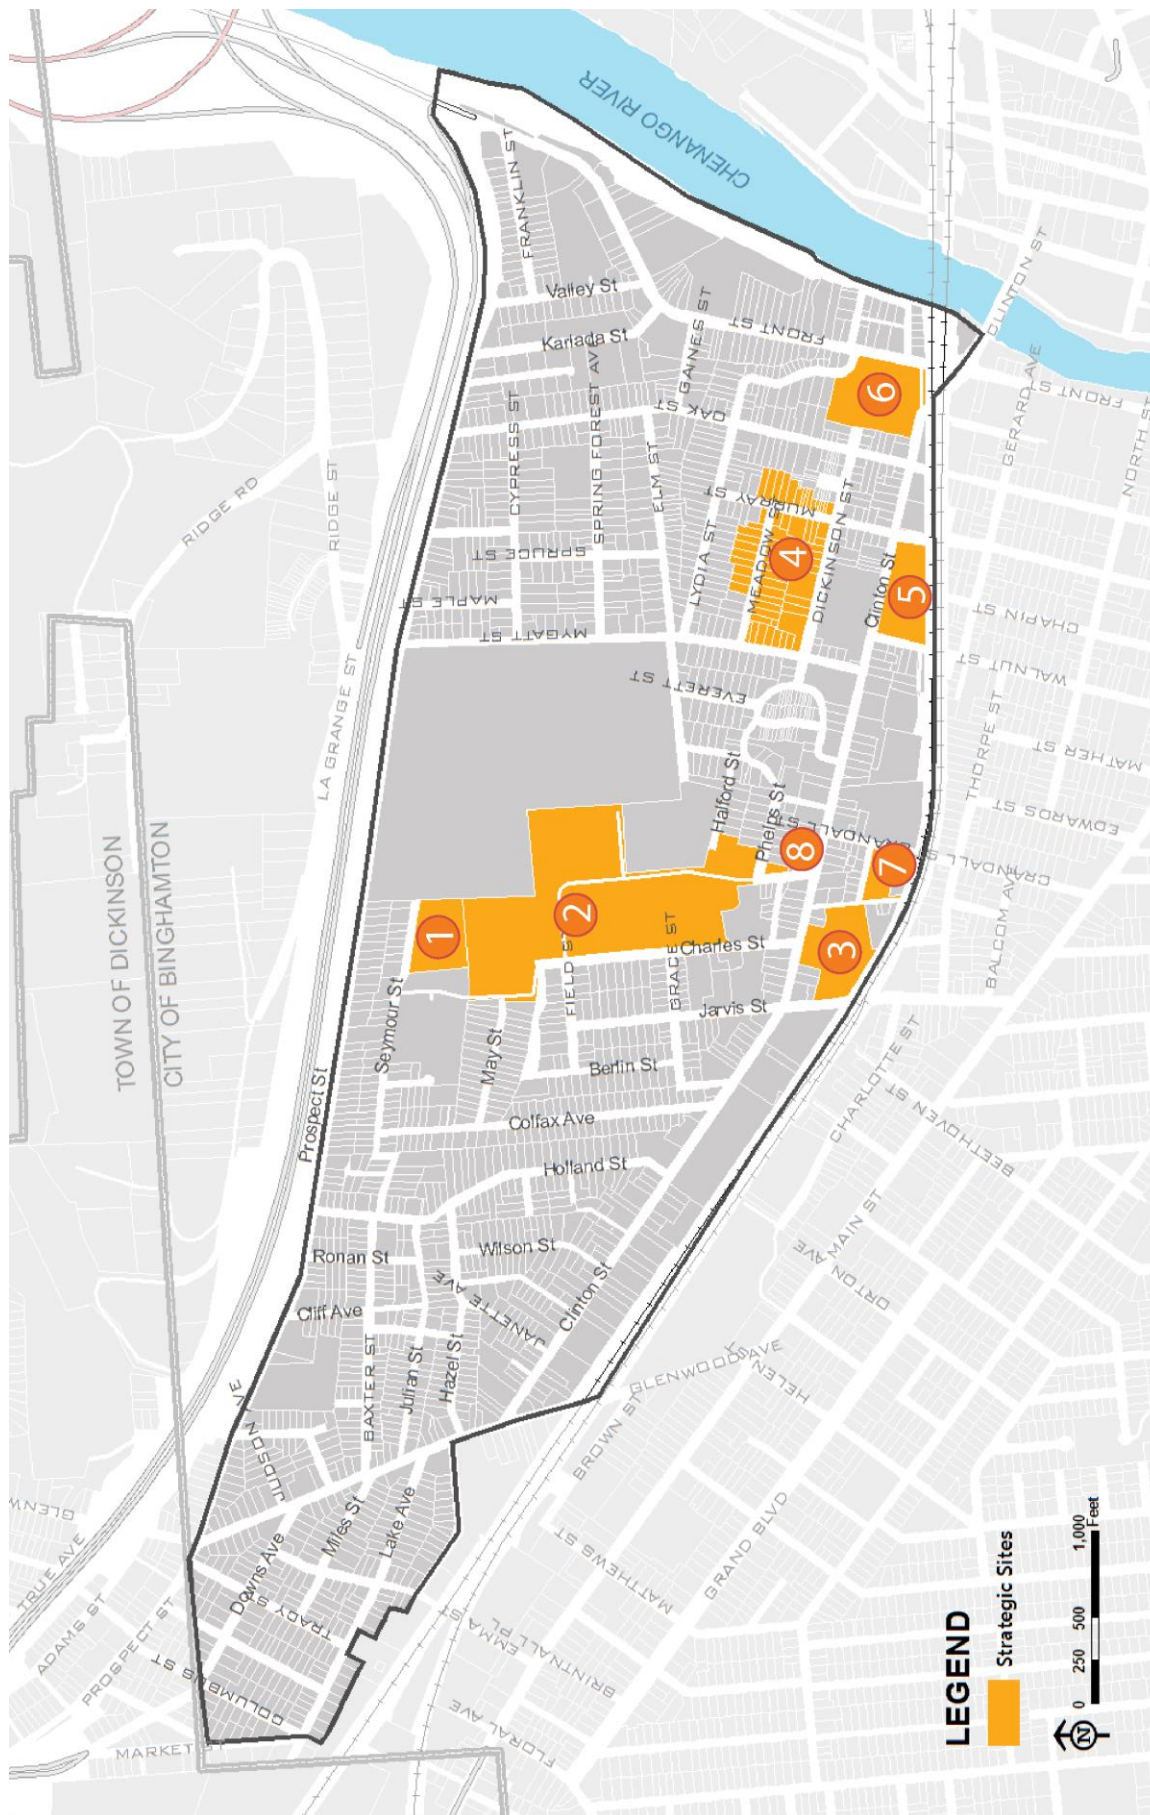 TOWN OF DICKINSON
CITY OF BINGHAMTON
CHENANGO RIVER
RIDGE RD
RIDGE ST
LA GRANGE ST
Prospect St
TRUE AVE
ADAMS ST
PROSPECT ST
COLUMBUS ST
MARKET ST
JUDSON AVE
Downs Ave
TRACY ST
Miles St
Lake Ave
BAXTER ST
Julian St
Hazel St
Cliff Ave
Ronan St
JANETTE AVE
Wilson St
Holland St
Colfax Ave
Clinton St
Seymour St
May St
Berlin St
FIELD ST
GRACE ST
Jarvis St
Charles St
Halford St
Phelps St
CRANDALL ST
EVERETT ST
MYGATT ST
MAPLE ST
SPRUCE ST
CYPRESS ST
SPRING FOREST AVE
ELM ST
LYDIA ST
MEADOW ST
MURRAY ST
DICKINSON ST
Clinton St
OAK ST
GAINES ST
FRONT ST
Karlada St
Valley St
FRANKLIN ST
1
2
3
4
5
6
7
8
CLINTON ST
FRONT ST
GERARD AVE
NORTH ST
CHAPIN ST
WALNUT ST
THORPE ST
MATHER ST
EDWARDS ST
CRANDALL ST
BALCOM AVE
CHARLOTTE ST
BEETHOVEN ST
MAIN ST
ORTON AVE
HELEN ST
GLENWOOD AVE
BROWN ST
MATTHEWS ST
GRAND BLVD
EMMA ST
BRINTNALL PL
FLORAL AVE
LEGEND
Strategic Sites
N
0 250 500 1,000
Feet